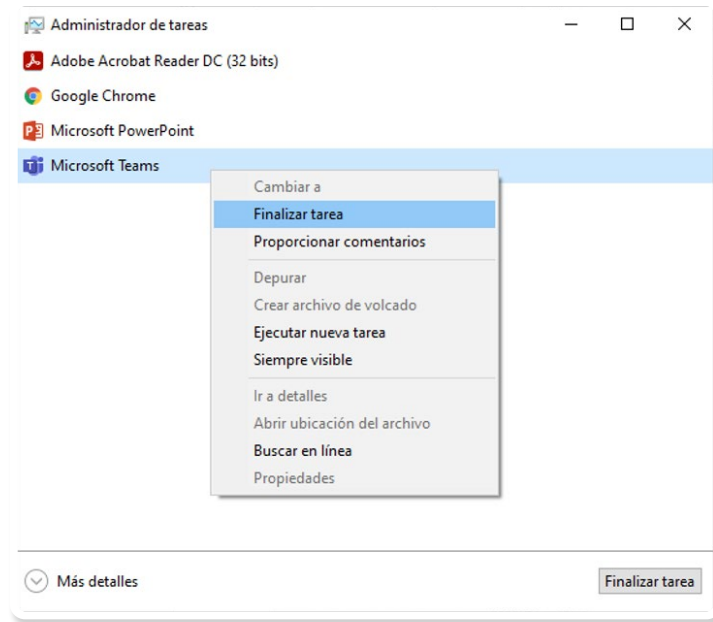 Administrador de tareas
Adobe Acrobat Reader DC (32 bits)
Google Chrome
Microsoft PowerPoint
Microsoft Teams
Cambiar a
Finalizar tarea
Proporcionar comentarios
Depurar
Crear archivo de volcado
Ejecutar nueva tarea
Siempre visible
Ir a detalles
Abrir ubicación del archivo
Buscar en línea
Propiedades
Más detalles
Finalizar tarea